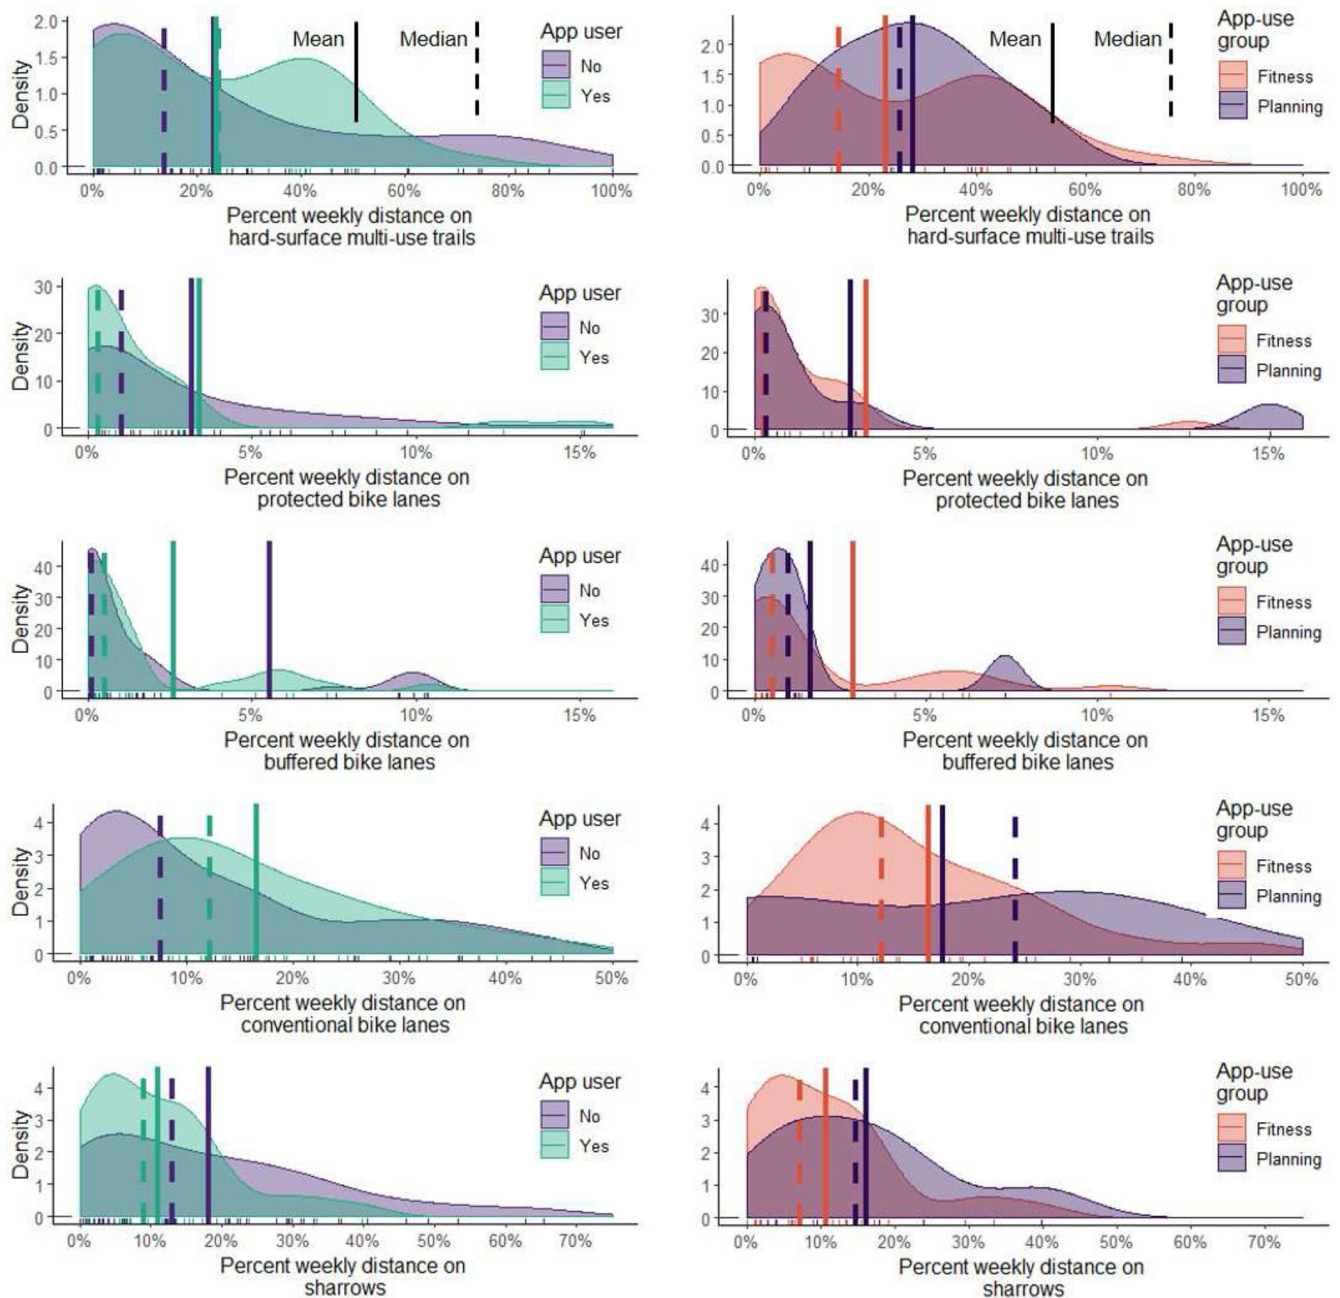 App user
No
Yes
Mean
Median
Density
2.0
1.5
1.0
0.5
0.0
0%
20%
40%
60%
80%
100%
Percent weekly distance on
hard-surface multi-use trails
App-use
group
Fitness
Planning
Mean
Median
2.0
1.5
1.0
0.5
0.0
0%
20%
40%
60%
80%
100%
Percent weekly distance on
hard-surface multi-use trails
App user
No
Yes
Density
30
20
10
0
0%
5%
10%
15%
Percent weekly distance on
protected bike lanes
App-use
group
Fitness
Planning
30
20
10
0
0%
5%
10%
15%
Percent weekly distance on
protected bike lanes
App user
No
Yes
Density
40
30
20
10
0
0%
5%
10%
15%
Percent weekly distance on
buffered bike lanes
App-use
group
Fitness
Planning
40
30
20
10
0
0%
5%
10%
15%
Percent weekly distance on
buffered bike lanes
App user
No
Yes
Density
4
3
2
1
0
0%
10%
20%
30%
40%
50%
Percent weekly distance on
conventional bike lanes
App-use
group
Fitness
Planning
4
3
2
1
0
0%
10%
20%
30%
40%
50%
Percent weekly distance on
conventional bike lanes
App user
No
Yes
Density
4
3
2
1
0
0%
10%
20%
30%
40%
50%
60%
70%
Percent weekly distance on
sharrows
App-use
group
Fitness
Planning
4
3
2
1
0
0%
10%
20%
30%
40%
50%
60%
70%
Percent weekly distance on
sharrows